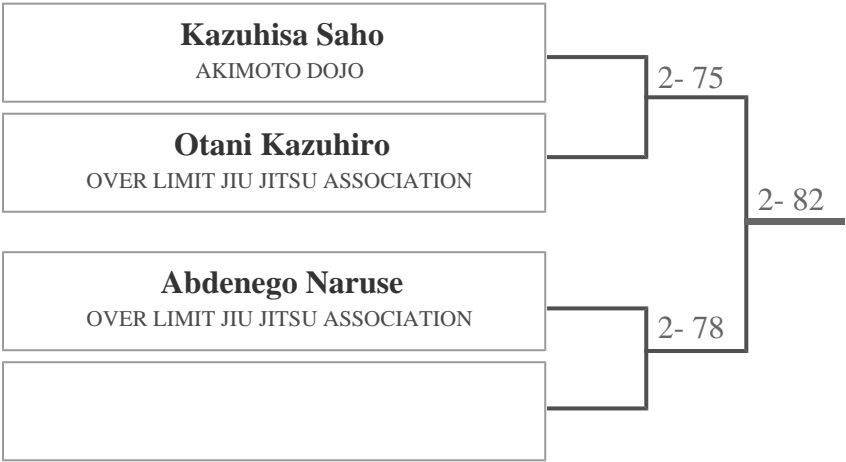 Kazuhisa Saho
AKIMOTO DOJO
2- 75
Otani Kazuhiro
OVER LIMIT JIU JITSU ASSOCIATION
2- 82
Abdenego Naruse
OVER LIMIT JIU JITSU ASSOCIATION
2- 78